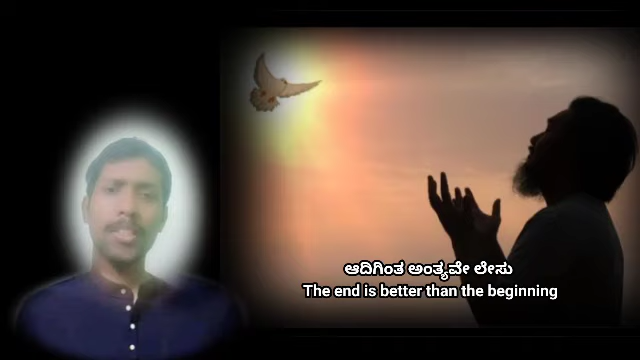 ಆದಿಗಿಂತ ಅಂತ್ಯವೇ ಲೇಸು
The end is better than the beginning